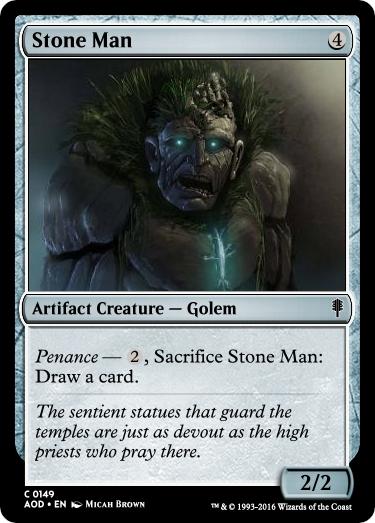 Stone Man 4
Artifact Creature — Golem
Penance — 2 , Sacrifice Stone Man:
Draw a card.
The sentient statues that guard the
temples are just as devout as the high
priests who pray there.
2/2
C 0149
AOD • EN Micah Brown
™ & © 1993-2016 Wizards of the Coast